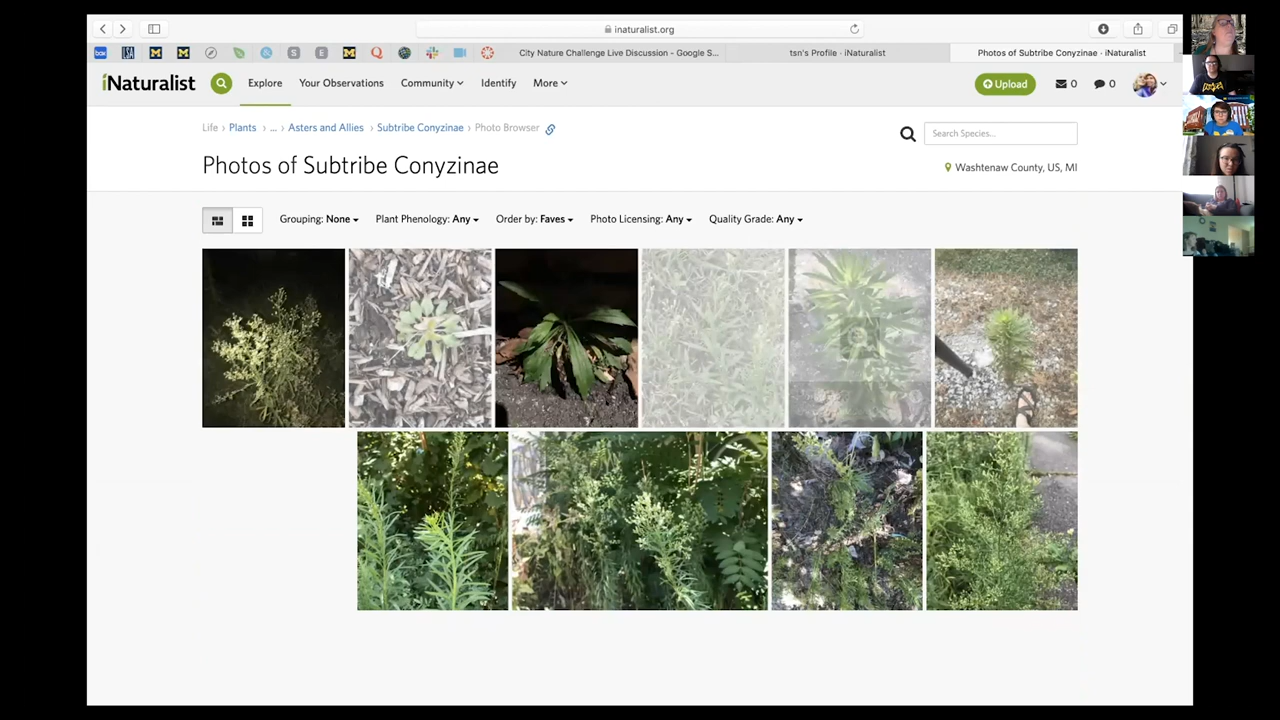 inaturalist.org
box LSA M M S E M Q
City Nature Challenge Live Discussion - Google S... tsn's Profile · iNaturalist Photos of Subtribe Conyzinae · iNaturalist
iNaturalist Explore Your Observations Community Identify More Upload 0 0
Life › Plants › ... › Asters and Allies › Subtribe Conyzinae › Photo Browser
Search Species...
Photos of Subtribe Conyzinae
Washtenaw County, US, MI
Grouping: None Plant Phenology: Any Order by: Faves Photo Licensing: Any Quality Grade: Any